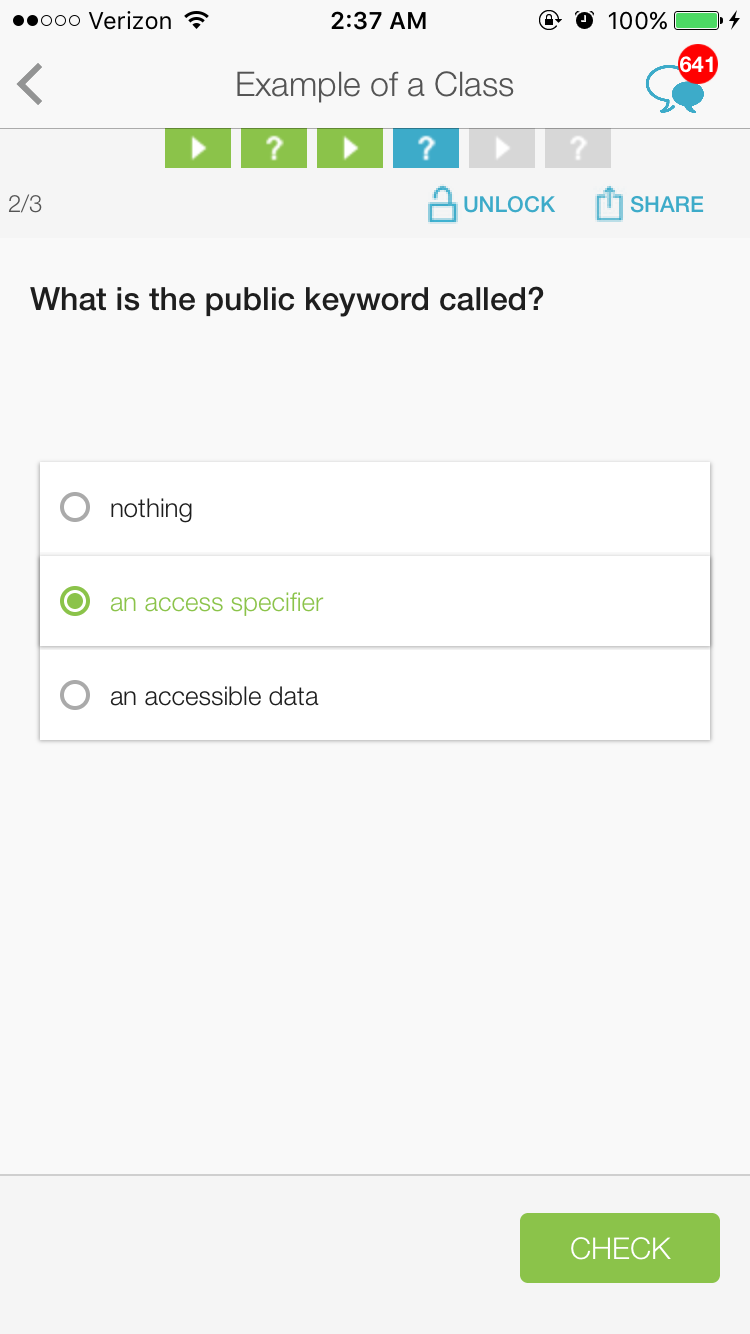 Verizon 2:37 AM 100%
Example of a Class 641
? ? ?
2/3 UNLOCK SHARE
What is the public keyword called?
nothing
an access specifier
an accessible data
CHECK